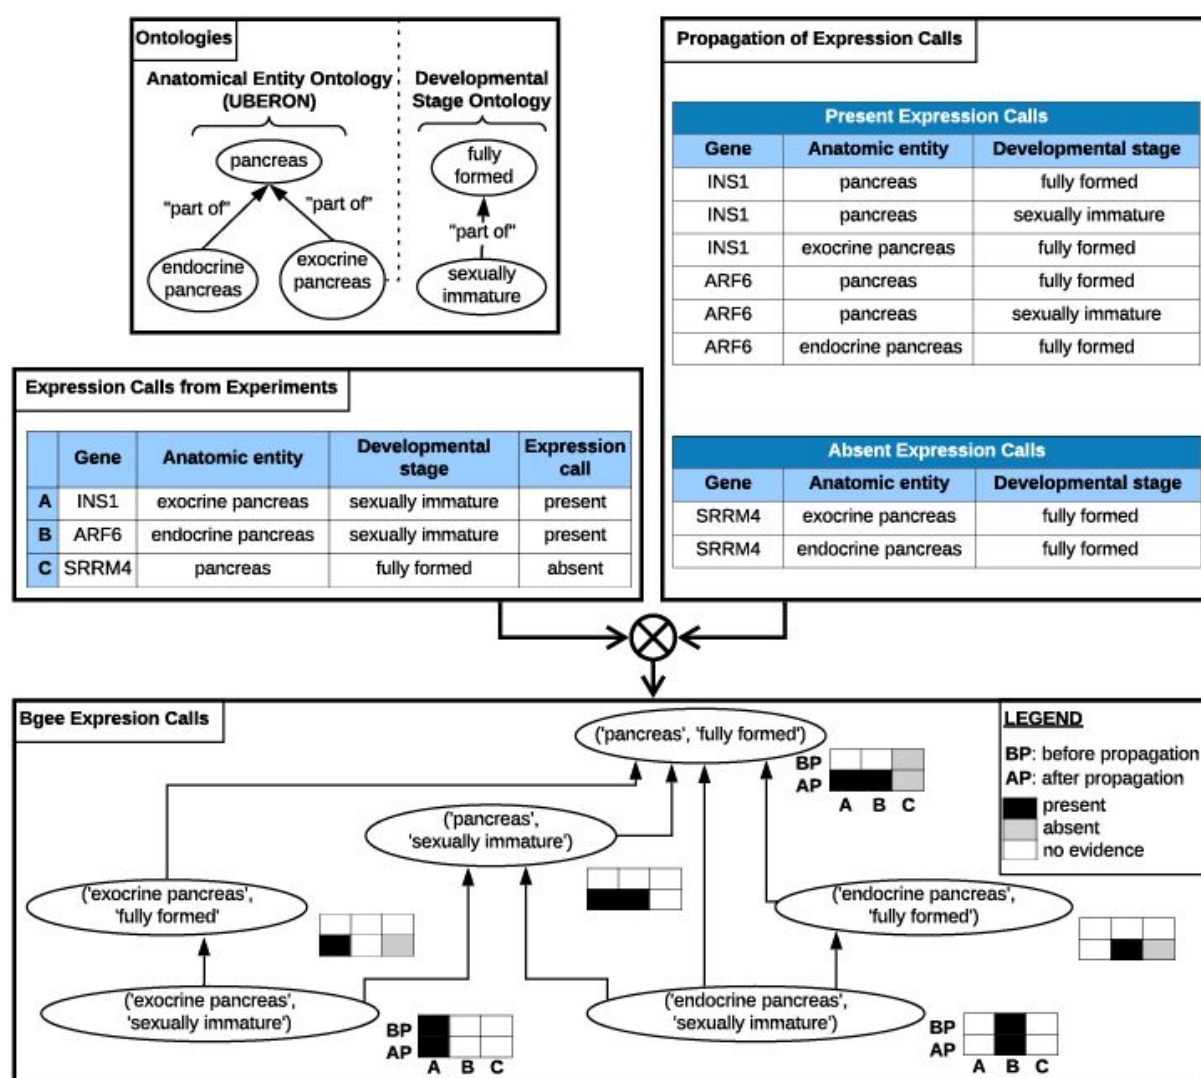 Ontologies
Anatomical Entity Ontology
(UBERON)
Developmental
Stage Ontology
pancreas
fully
formed
"part of"
"part of"
"part of"
endocrine
pancreas
exocrine
pancreas
sexually
immature
Propagation of Expression Calls
Present Expression Calls
Gene Anatomic entity Developmental stage
INS1 pancreas fully formed
INS1 pancreas sexually immature
INS1 exocrine pancreas fully formed
ARF6 pancreas fully formed
ARF6 pancreas sexually immature
ARF6 endocrine pancreas fully formed
Absent Expression Calls
Gene Anatomic entity Developmental stage
SRRM4 exocrine pancreas fully formed
SRRM4 endocrine pancreas fully formed
Expression Calls from Experiments
Gene Anatomic entity Developmental
stage Expression
call
A INS1 exocrine pancreas sexually immature present
B ARF6 endocrine pancreas sexually immature present
C SRRM4 pancreas fully formed absent
Bgee Expresion Calls
('pancreas', 'fully formed')
BP
AP
A B C
LEGEND
BP: before propagation
AP: after propagation
present
absent
no evidence
('pancreas',
'sexually immature')
('exocrine pancreas',
'fully formed'
('endocrine pancreas',
'fully formed')
('exocrine pancreas',
'sexually immature')
BP
AP
A B C
('endocrine pancreas',
'sexually immature')
BP
AP
A B C